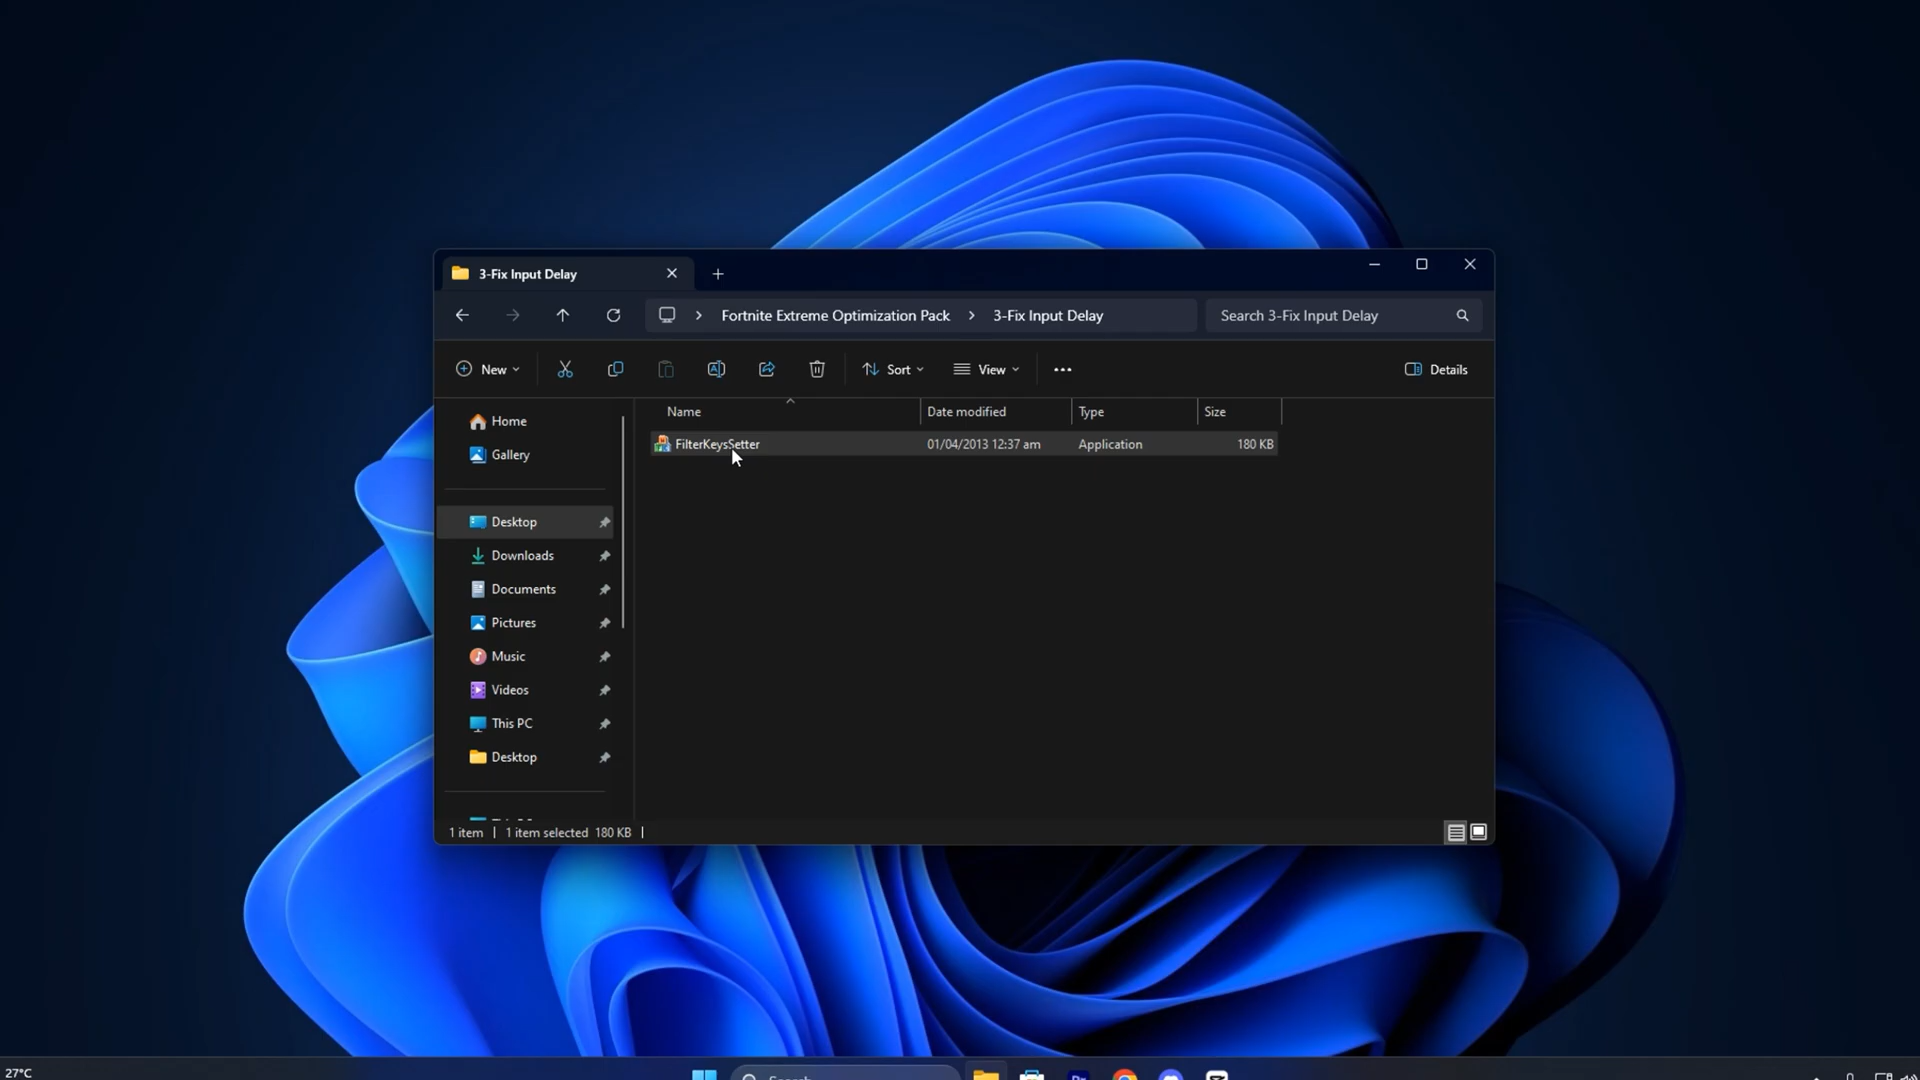 3-Fix Input Delay
Fortnite Extreme Optimization Pack > 3-Fix Input Delay
Search 3-Fix Input Delay
New
Sort
View
Details
Name
Date modified
Type
Size
FilterKeysSetter
01/04/2013 12:37 am
Application
180 KB
Home
Gallery
Desktop
Downloads
Documents
Pictures
Music
Videos
This PC
Desktop
1 item | 1 item selected 180 KB |
27°C